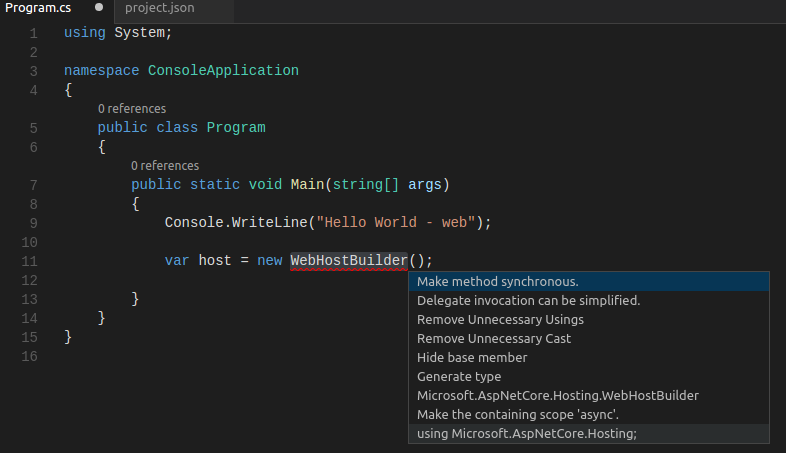 Program.cs project.json
1 using System;
2
3 namespace ConsoleApplication
4 {
0 references
5 public class Program
6 {
0 references
7 public static void Main(string[] args)
8 {
9 Console.WriteLine("Hello World - web");
10
11 var host = new WebHostBuilder();
12
13 }
14 }
15 }
16
Make method synchronous.
Delegate invocation can be simplified.
Remove Unnecessary Usings
Remove Unnecessary Cast
Hide base member
Generate type
Microsoft.AspNetCore.Hosting.WebHostBuilder
Make the containing scope 'async'.
using Microsoft.AspNetCore.Hosting;